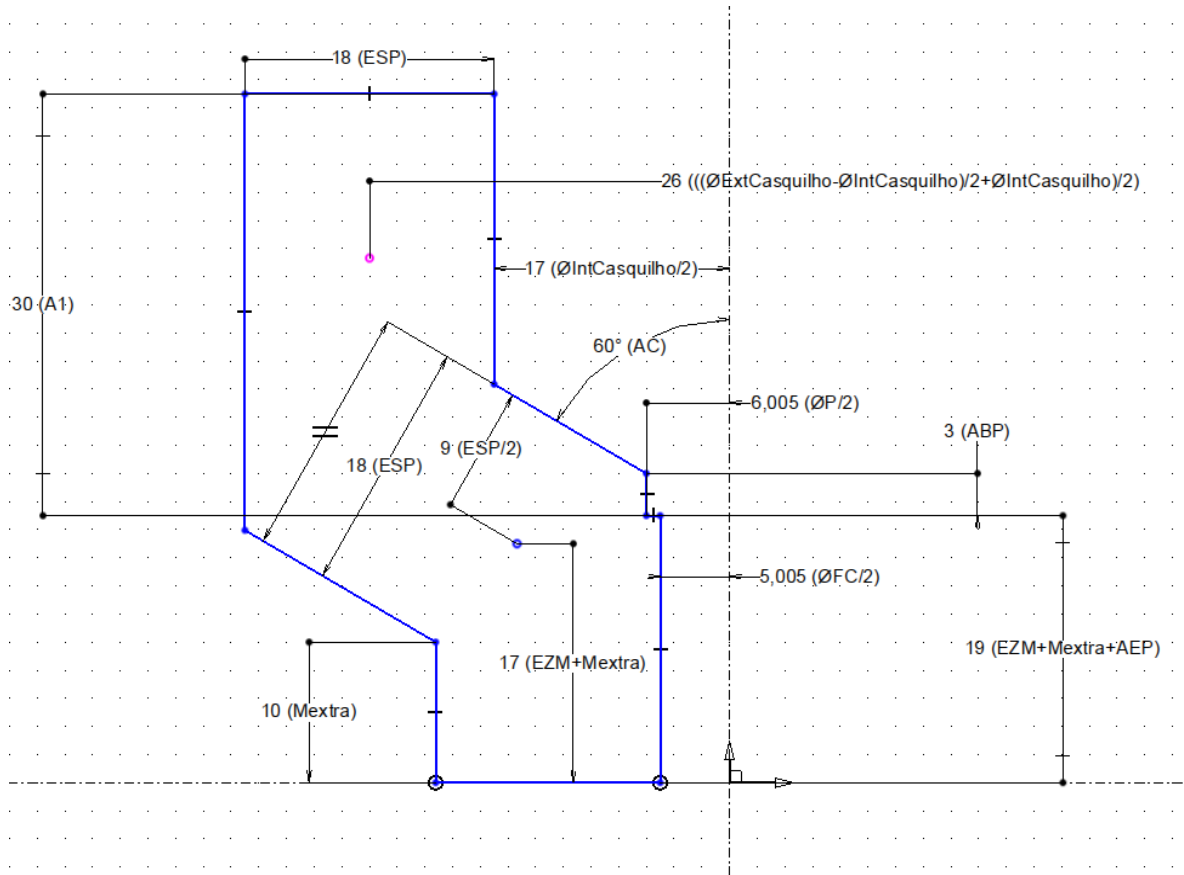 18 (ESP)
26 (((ØExtCasquilho-ØIntCasquilho)/2+ØIntCasquilho)/2)
17 (ØIntCasquilho/2)
30 (A1)
60° (AC)
6,005 (ØP/2)
3 (ABP)
9 (ESP/2)
18 (ESP)
5,005 (ØFC/2)
19 (EZM+Mextra+AEP)
17 (EZM+Mextra)
10 (Mextra)